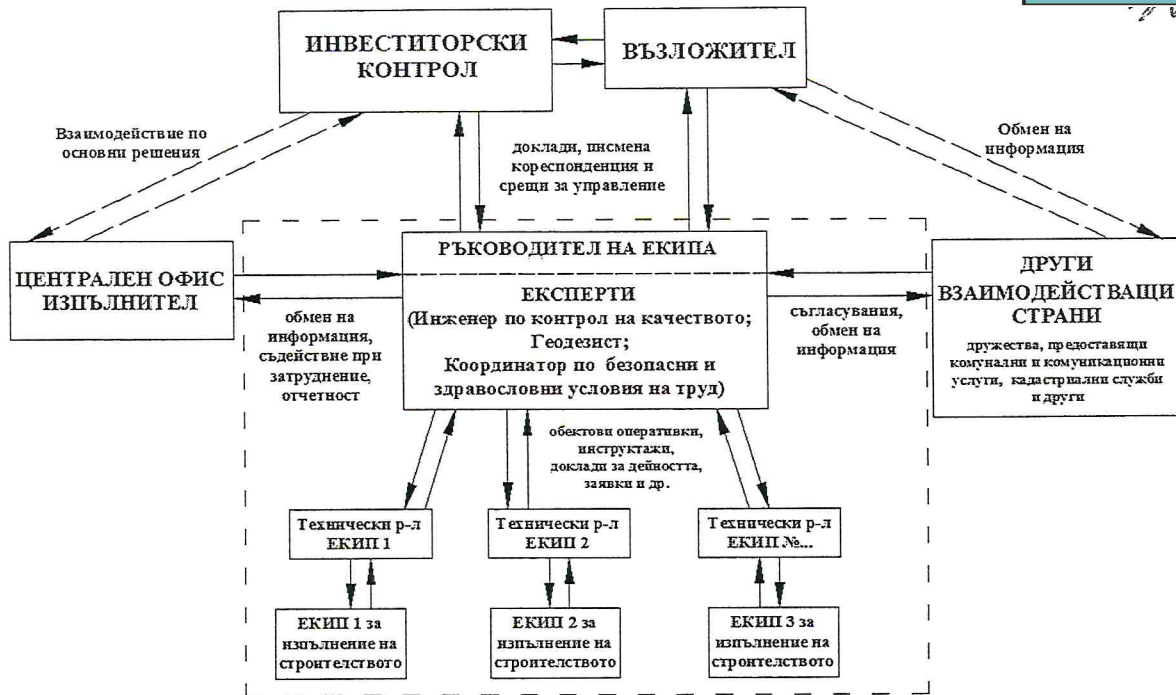 ИНВЕСТИТОРСКИ
КОНТРОЛ
ВЪЗЛОЖИТЕЛ
Взаимодействие по
основни решения
доклади, писмена
кореспонденция и
срещи за управление
Обмен на
информация
ЦЕНТРАЛЕН ОФИС
ИЗПЪЛНИТЕЛ
РЪКОВОДИТЕЛ НА ЕКИПА
ЕКСПЕРТИ
(Инженер по контрол на качеството;
Геодезист;
Координатор по безопасни и
здравословни условия на труд)
ДРУГИ
ВЗАИМОДЕЙСТВАЩИ
СТРАНИ
дружества, предоставящи
комунални и комуникационни
услуги, кадастриални служби
и други
обмен на
информация,
съдействие при
затруднение,
отчетност
съгласувания,
обмен на
информация
обектови оперативки,
инструктажи,
доклади за дейността,
заявки и др.
Технически р-л
ЕКИП 1
Технически р-л
ЕКИП 2
Технически р-л
ЕКИП №...
ЕКИП 1 за
изпълнение на
строителството
ЕКИП 2 за
изпълнение на
строителството
ЕКИП 3 за
изпълнение на
строителството